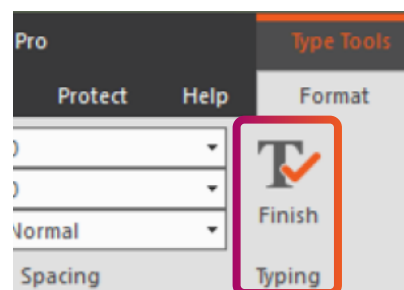 Pro Type Tools
Protect Help Format
Normal
Finish
Spacing Typing